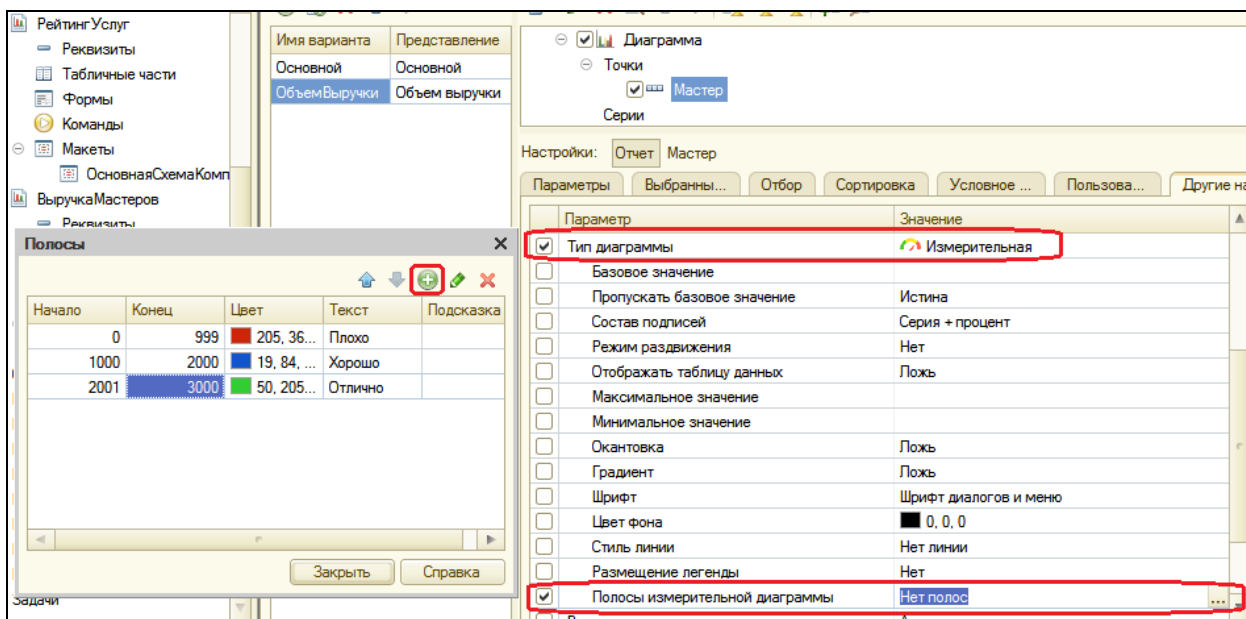 РейтингУслуг
Реквизиты
Табличные части
Формы
Команды
Макеты
ОсновнаяСхемаКомп
ВыручкаМастеров
Реквизиты
Имя варианта Представление
Основной Основной
ОбъемВыручки Объем выручки
Диаграмма
Точки
Мастер
Серии
Настройки: Отчет Мастер
Параметры Выбранны... Отбор Сортировка Условное ... Пользова... Другие на
Параметр Значение
Тип диаграммы Измерительная
Базовое значение
Пропускать базовое значение Истина
Состав подписей Серия + процент
Режим раздвижения Нет
Отображать таблицу данных Ложь
Максимальное значение
Минимальное значение
Окантовка Ложь
Градиент Ложь
Шрифт Шрифт диалогов и меню
Цвет фона 0, 0, 0
Стиль линии Нет линии
Размещение легенды Нет
Полосы измерительной диаграммы Нет полос ...
Полосы
Начало Конец Цвет Текст Подсказка
0 999 205, 36... Плохо
1000 2000 19, 84, ... Хорошо
2001 3000 50, 205... Отлично
Закрыть Справка
Задачи